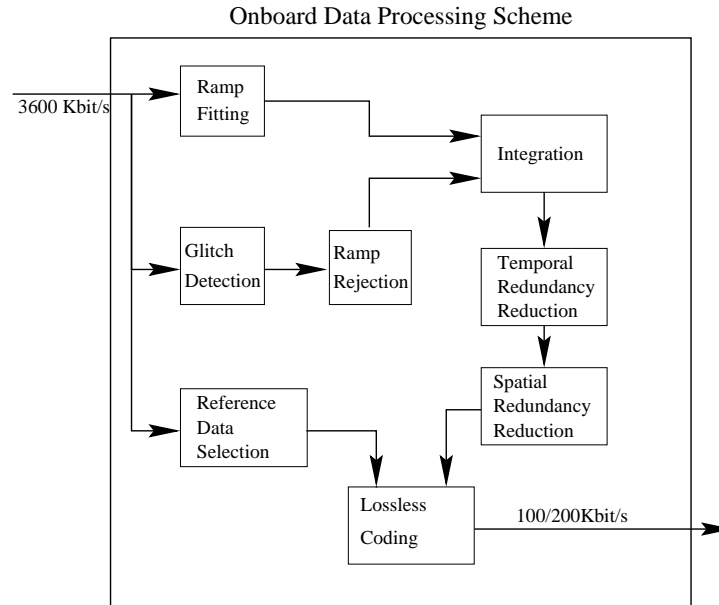 Onboard Data Processing Scheme
3600 Kbit/s
Ramp
Fitting
Integration
Glitch
Detection
Ramp
Rejection
Temporal
Redundancy
Reduction
Spatial
Redundancy
Reduction
Reference
Data
Selection
Lossless
Coding
100/200Kbit/s